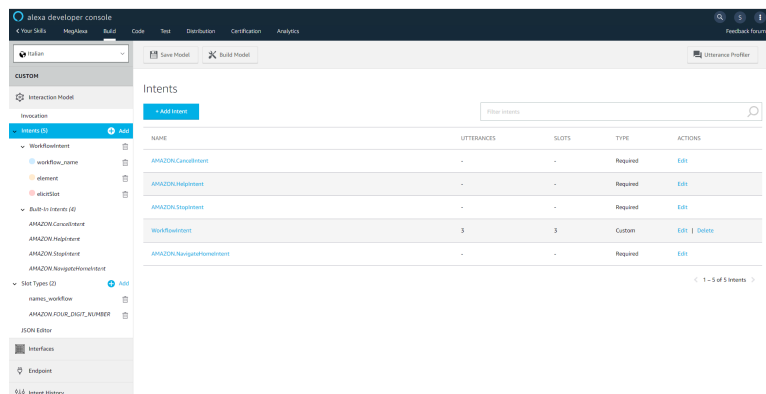 alexa developer console
S
< Your Skills MegAlexa Build Code Test Distribution Certification Analytics Feedback forum
Italian
Save Model Build Model Utterance Profiler
CUSTOM
Interaction Model
Intents
Invocation
+ Add Intent
Filter Intents
Intents (5) Add
NAME UTTERANCES SLOTS TYPE ACTIONS
WorkflowIntent
workflow_name
element
elicitSlot
Built-In Intents (4)
AMAZON.CancelIntent
AMAZON.HelpIntent
AMAZON.StopIntent
AMAZON.NavigateHomeIntent
Slot Types (2) Add
names_workflow
AMAZON.FOUR_DIGIT_NUMBER
JSON Editor
Interfaces
Endpoint
Intent History
AMAZON.CancelIntent - - Required Edit
AMAZON.HelpIntent - - Required Edit
AMAZON.StopIntent - - Required Edit
WorkflowIntent 3 3 Custom Edit | Delete
AMAZON.NavigateHomeIntent - - Required Edit
< 1 – 5 of 5 Intents >